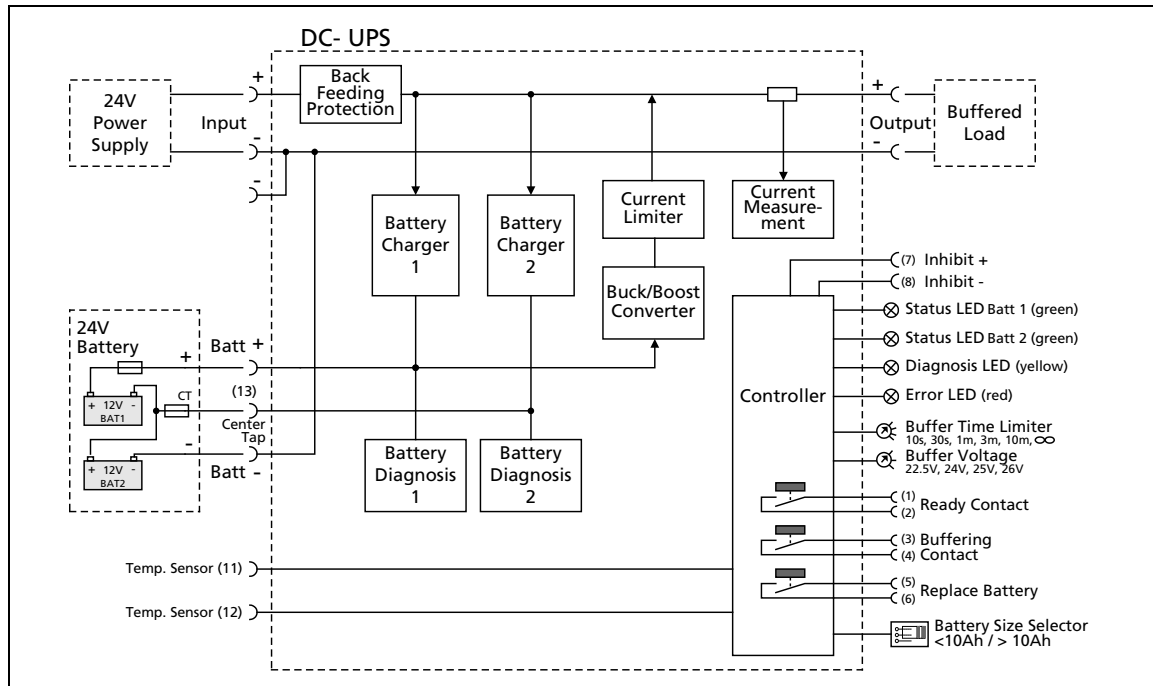 DC- UPS
24V
Power
Supply
+
Input
-
-
Back
Feeding
Protection
+
Output
-
Buffered
Load
Battery
Charger
1
Battery
Charger
2
Current
Limiter
Current
Measure-
ment
Buck/Boost
Converter
24V
Battery
+
+ 12V -
BAT1
CT
-
+ 12V -
BAT2
Batt +
(13)
Center
Tap
Batt -
Battery
Diagnosis
1
Battery
Diagnosis
2
Temp. Sensor (11)
Temp. Sensor (12)
Controller
(7) Inhibit +
(8) Inhibit -
Status LED Batt 1 (green)
Status LED Batt 2 (green)
Diagnosis LED (yellow)
Error LED (red)
Buffer Time Limiter
10s, 30s, 1m, 3m, 10m, ∞
Buffer Voltage
22.5V, 24V, 25V, 26V
(1)
(2)
Ready Contact
(3) Buffering
(4) Contact
(5)
(6)
Replace Battery
Battery Size Selector
<10Ah / > 10Ah